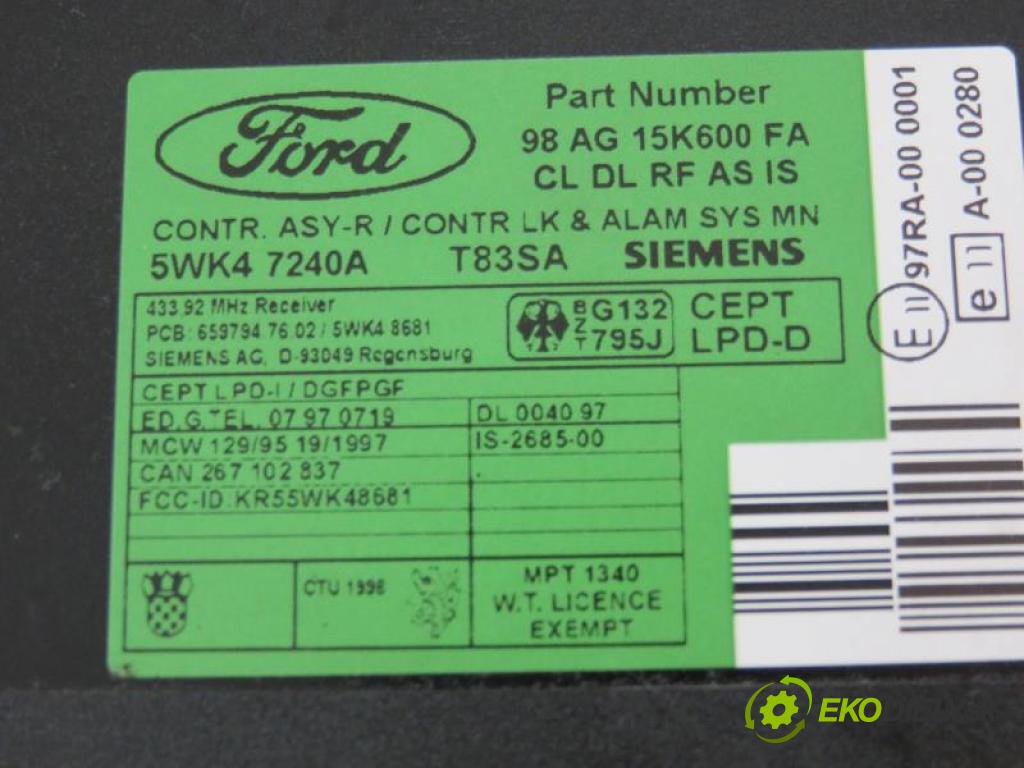 Ford
Part Number
98 AG 15K600 FA
CL DL RF AS IS
CONTR. ASY-R / CONTR LK & ALAM SYS MN
5WK4 7240A T83SA SIEMENS
433.92 MHz Receiver
PCB: 659794 76.02 / 5WK4 8681
SIEMENS AG, D-93049 Regensburg
BZT
G132
795J
CEPT
LPD-D
CEPT LPD-I / DGFPGF
ED.G.TEL. 07 97 0719
DL 0040 97
MCW 129/95 19/1997
IS-2685-00
CAN 267 102 837
FCC-ID KR55WK48681
CTU 1998
MPT 1340
W.T. LICENCE
EXEMPT
E 11 97RA-00 0001
e 11 A-00 0280
EKO